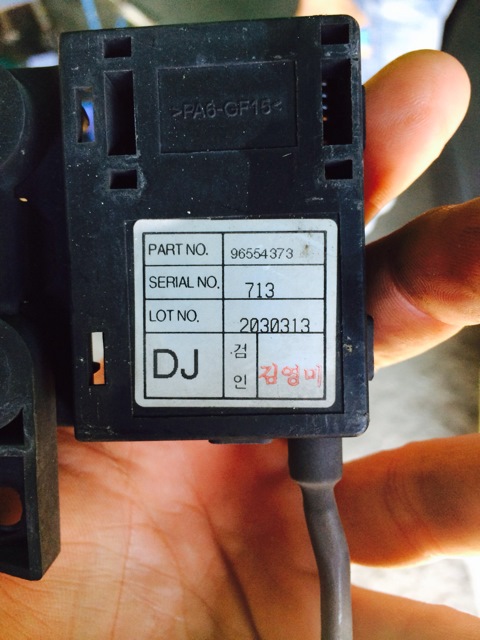 >PA6-GF15<
PART NO. 96554373
SERIAL NO. 713
LOT NO. 2030313
DJ 검인 김영미